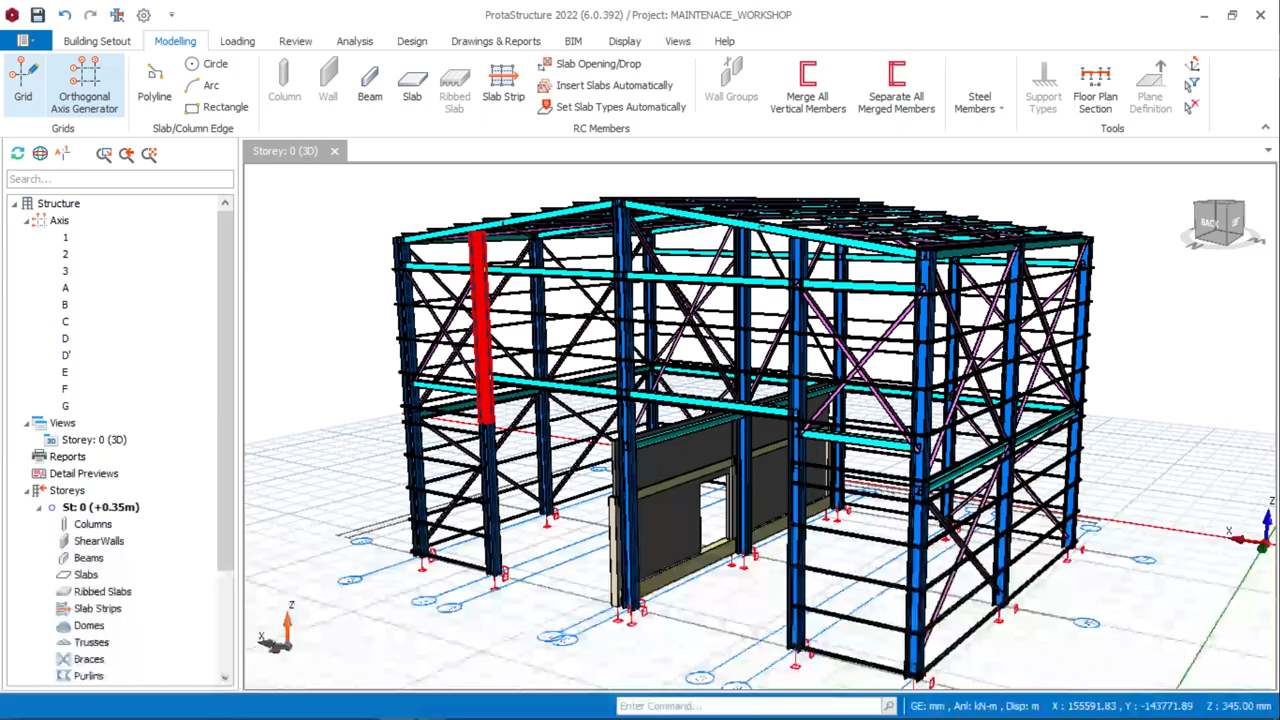 ProtaStructure 2022 (6.0.392) / Project: MAINTENACE_WORKSHOP
Building Setout Modelling Loading Review Analysis Design Drawings & Reports BIM Display Views Help
Grid
Orthogonal
Axis Generator
Grids
Polyline
Circle
Arc
Rectangle
Slab/Column Edge
Column
Wall
Beam
Slab
Ribbed
Slab
Slab Strip
Slab Opening/Drop
Insert Slabs Automatically
Set Slab Types Automatically
RC Members
Wall Groups
Merge All
Vertical Members
Separate All
Merged Members
Steel
Members
Support
Types
Floor Plan
Section
Plane
Definition
Tools
Storey: 0 (3D)
Search...
Structure
Axis
1
2
3
A
B
C
D
D'
E
F
G
Views
Storey: 0 (3D)
Reports
Detail Previews
Storeys
St: 0 (+0.35m)
Columns
ShearWalls
Beams
Slabs
Ribbed Slabs
Slab Strips
Domes
Trusses
Braces
Purlins
BACK
Z
X
Z
X
Enter Command...
GE: mm , Anl: kN-m , Disp: m X : 155591.83 , Y : -143771.89 Z : 345.00 mm